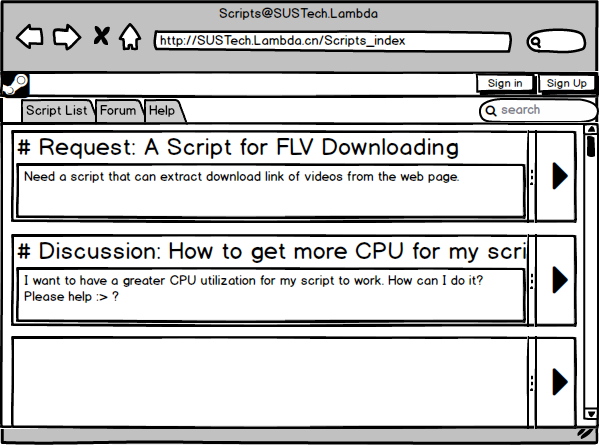 Scripts@SUSTech.Lambda
http://SUSTech.Lambda.cn/Scripts_index
Sign in
Sign Up
Script List
Forum
Help
search
# Request: A Script for FLV Downloading
Need a script that can extract download link of videos from the web page.
# Discussion: How to get more CPU for my scri
I want to have a greater CPU utilization for my script to work. How can I do it?
Please help :> ?